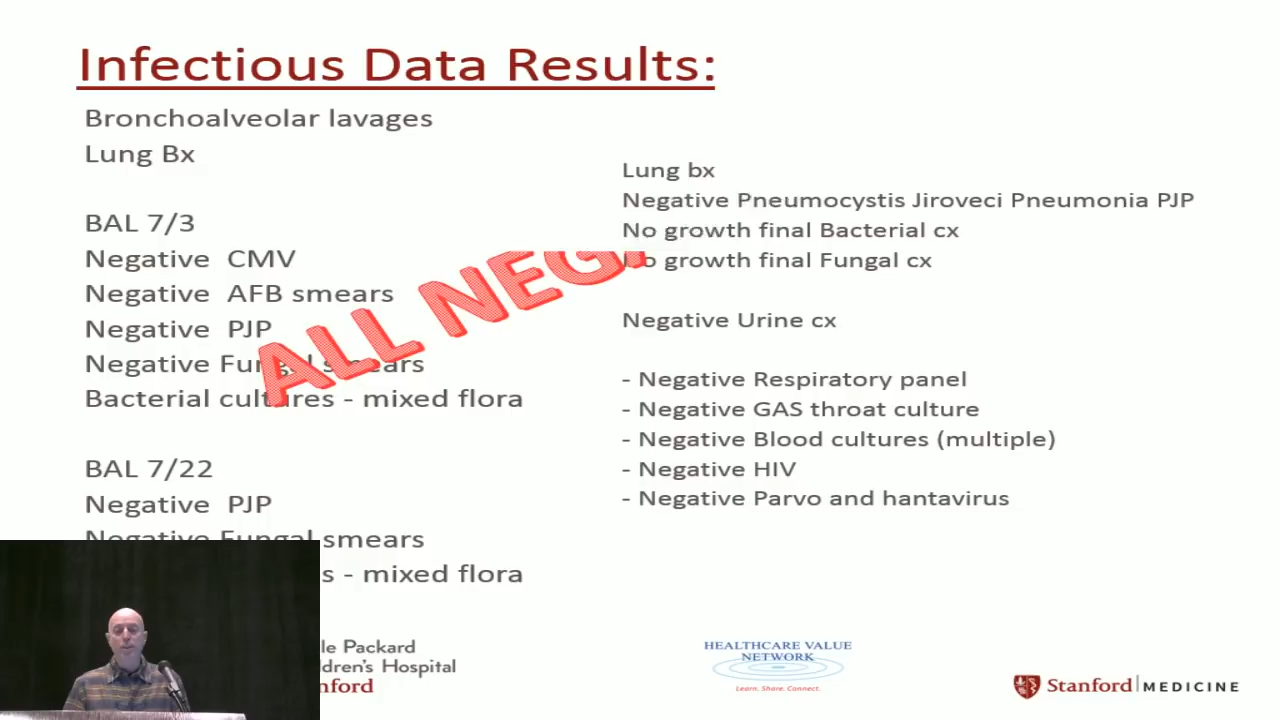 Infectious Data Results:
Bronchoalveolar lavages
Lung Bx
BAL 7/3
Negative CMV
Negative AFB smears
Negative PJP
Negative Fungal smears
Bacterial cultures - mixed flora
BAL 7/22
Negative PJP
Negative Fungal smears
s - mixed flora
ALL NEG
Lung bx
Negative Pneumocystis Jiroveci Pneumonia PJP
No growth final Bacterial cx
No growth final Fungal cx
Negative Urine cx
- Negative Respiratory panel
- Negative GAS throat culture
- Negative Blood cultures (multiple)
- Negative HIV
- Negative Parvo and hantavirus
le Packard
ldren's Hospital
nford
HEALTHCARE VALUE
NETWORK
Learn. Share. Connect.
Stanford MEDICINE